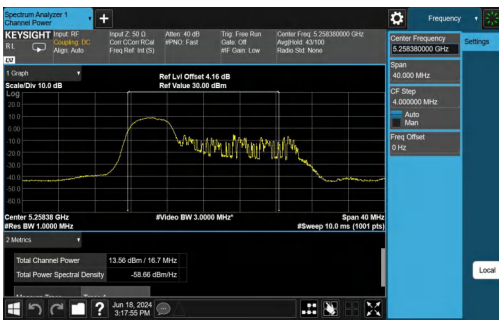 Spectrum Analyzer 1
Channel Power
+
Frequency
KEYSIGHT
Input: RF
Coupling: DC
Align: Auto
Input Z: 50 Ω
Corr CCorr RCal
Freq Ref: Int (S)
Atten: 40 dB
#PNO: Fast
Trig: Free Run
Gate: Off
#IF Gain: Low
Center Freq: 5.258380000 GHz
Avg|Hold: 43/100
Radio Std: None
R L
Center Frequency
5.258380000 GHz
Settings
Span
40.000 MHz
CF Step
4.000000 MHz
Auto
Man
Freq Offset
0 Hz
Local
1 Graph
Scale/Div 10.0 dB
Ref Lvl Offset 4.16 dB
Ref Value 30.00 dBm
Log
20.0
10.0
0.00
-10.0
-20.0
-30.0
-40.0
-50.0
-60.0
Center 5.25838 GHz
#Res BW 1.0000 MHz
#Video BW 3.0000 MHz*
Span 40 MHz
#Sweep 10.0 ms (1001 pts)
2 Metrics
Total Channel Power 13.56 dBm / 16.7 MHz
Total Power Spectral Density -58.66 dBm/Hz
?
Jun 18, 2024
3:17:55 PM